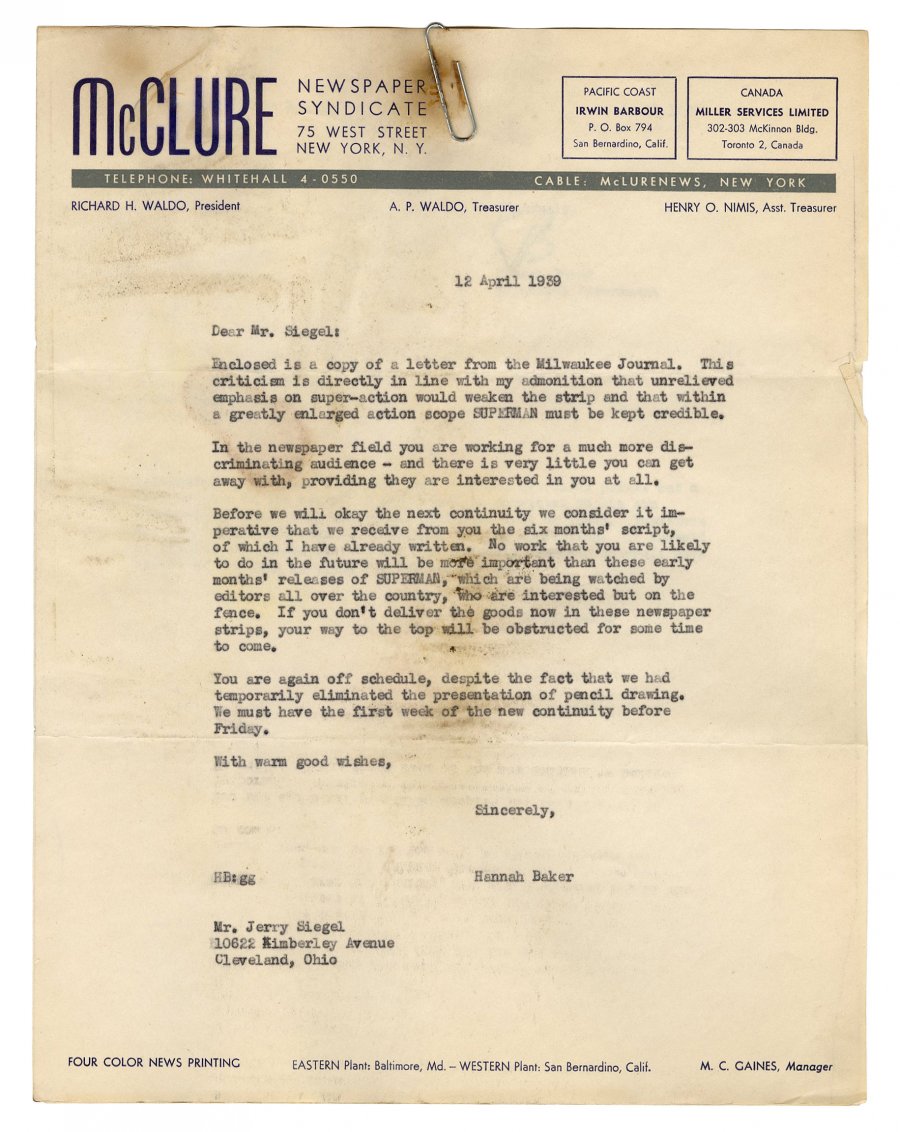 McCLURE
NEWSPAPER
SYNDICATE
75 WEST STREET
NEW YORK, N. Y.
PACIFIC COAST
IRWIN BARBOUR
P. O. Box 794
San Bernardino, Calif.
CANADA
MILLER SERVICES LIMITED
302-303 McKinnon Bldg.
Toronto 2, Canada
TELEPHONE: WHITEHALL 4-0550
CABLE: McLURENEWS, NEW YORK
RICHARD H. WALDO, President
A. P. WALDO, Treasurer
HENRY O. NIMIS, Asst. Treasurer
12 April 1939
Dear Mr. Siegel:
Enclosed is a copy of a letter from the Milwaukee Journal. This
criticism is directly in line with my admonition that unrelieved
emphasis on super-action would weaken the strip and that within
a greatly enlarged action scope SUPERMAN must be kept credible.
In the newspaper field you are working for a much more dis-
criminating audience - and there is very little you can get
away with, providing they are interested in you at all.
Before we will okay the next continuity we consider it im-
perative that we receive from you the six months' script,
of which I have already written. No work that you are likely
to do in the future will be more important than these early
months' releases of SUPERMAN, which are being watched by
editors all over the country, who are interested but on the
fence. If you don't deliver the goods now in these newspaper
strips, your way to the top will be obstructed for some time
to come.
You are again off schedule, despite the fact that we had
temporarily eliminated the presentation of pencil drawing.
We must have the first week of the new continuity before
Friday.
With warm good wishes,
Sincerely,
HB:gg
Hannah Baker
Mr. Jerry Siegel
10622 Kimberley Avenue
Cleveland, Ohio
FOUR COLOR NEWS PRINTING
EASTERN Plant: Baltimore, Md. – WESTERN Plant: San Bernardino, Calif.
M. C. GAINES, Manager